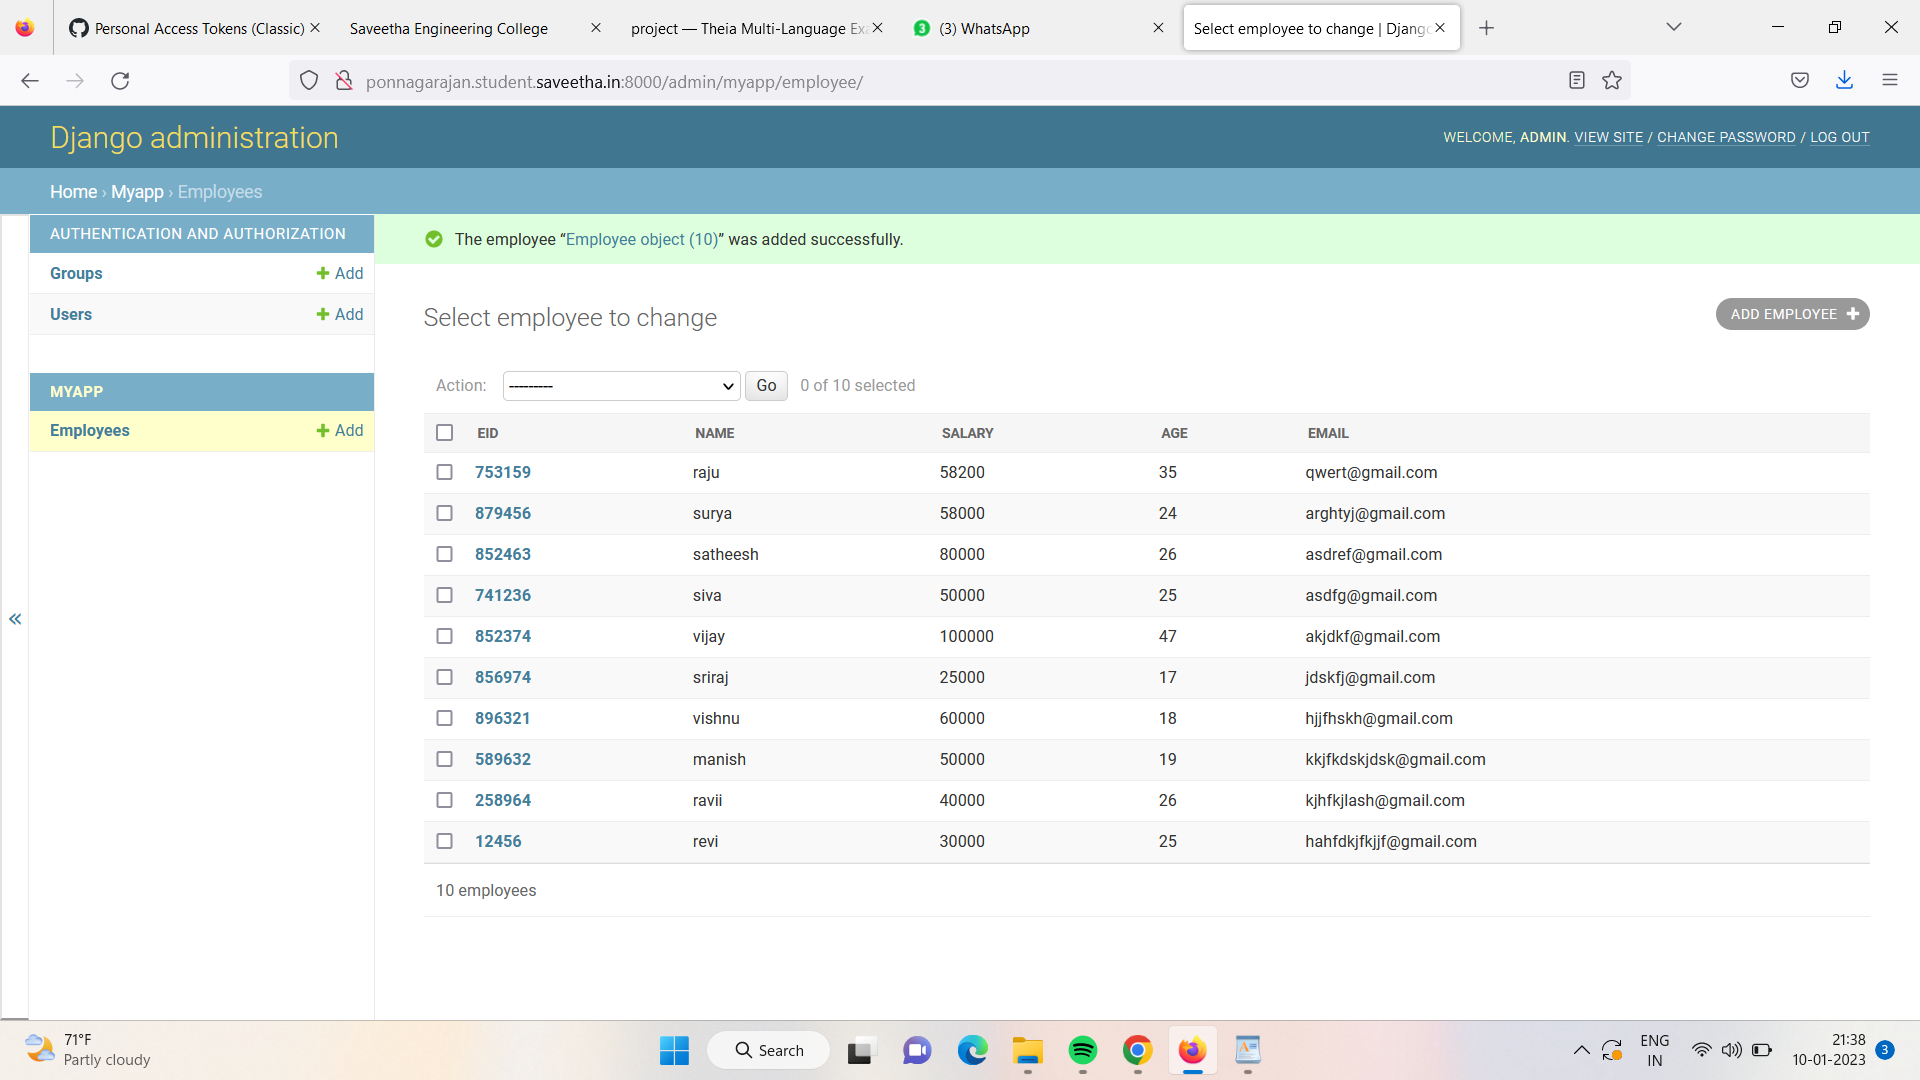 Personal Access Tokens (Classic)
Saveetha Engineering College
project — Theia Multi-Language Ex
(3) WhatsApp
Select employee to change | Django
ponnagarajan.student.saveetha.in:8000/admin/myapp/employee/
Django administration
WELCOME, ADMIN. VIEW SITE / CHANGE PASSWORD / LOG OUT
Home › Myapp › Employees
AUTHENTICATION AND AUTHORIZATION
Groups + Add
Users + Add
MYAPP
Employees + Add
«
The employee “Employee object (10)” was added successfully.
Select employee to change
ADD EMPLOYEE +
Action: --------- Go 0 of 10 selected
EID NAME SALARY AGE EMAIL
753159 raju 58200 35 qwert@gmail.com
879456 surya 58000 24 arghtyj@gmail.com
852463 satheesh 80000 26 asdref@gmail.com
741236 siva 50000 25 asdfg@gmail.com
852374 vijay 100000 47 akjdkf@gmail.com
856974 sriraj 25000 17 jdskfj@gmail.com
896321 vishnu 60000 18 hjjfhskh@gmail.com
589632 manish 50000 19 kkjfkdskjdsk@gmail.com
258964 ravii 40000 26 kjhfkjlash@gmail.com
12456 revi 30000 25 hahfdkjfkjjf@gmail.com
10 employees
71°F
Partly cloudy
Search
ENG
IN
21:38
10-01-2023
3